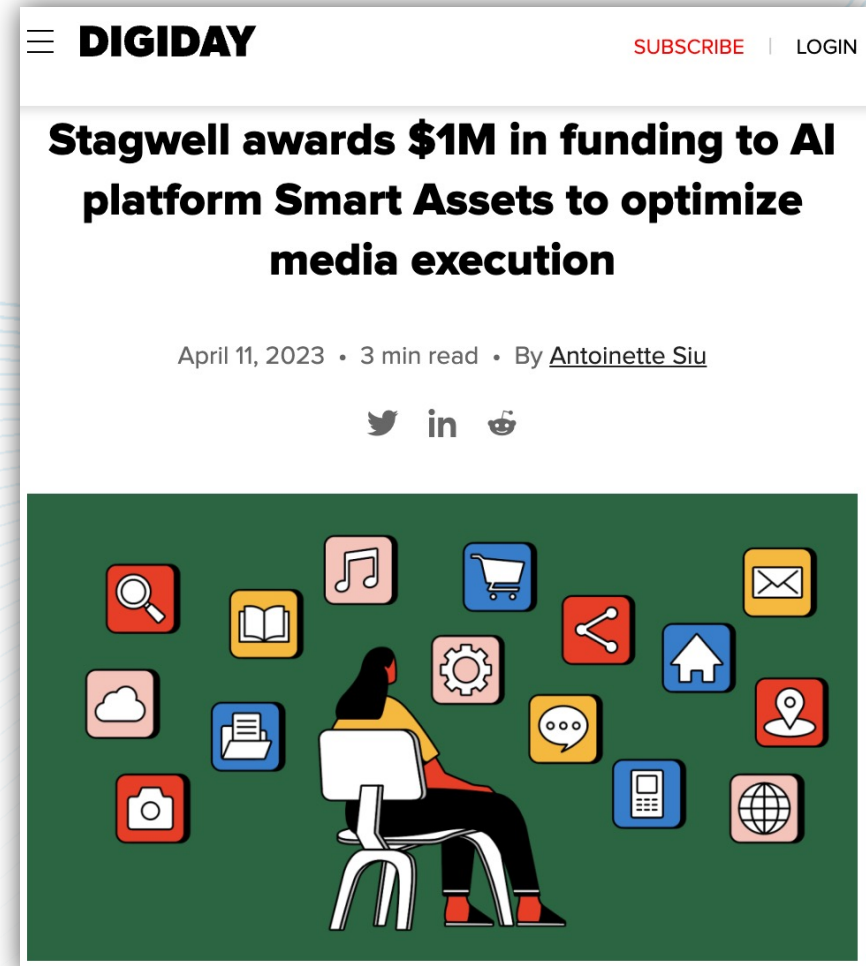 DIGIDAY
SUBSCRIBE | LOGIN
Stagwell awards $1M in funding to AI
platform Smart Assets to optimize
media execution
April 11, 2023 • 3 min read • By Antoinette Siu
in